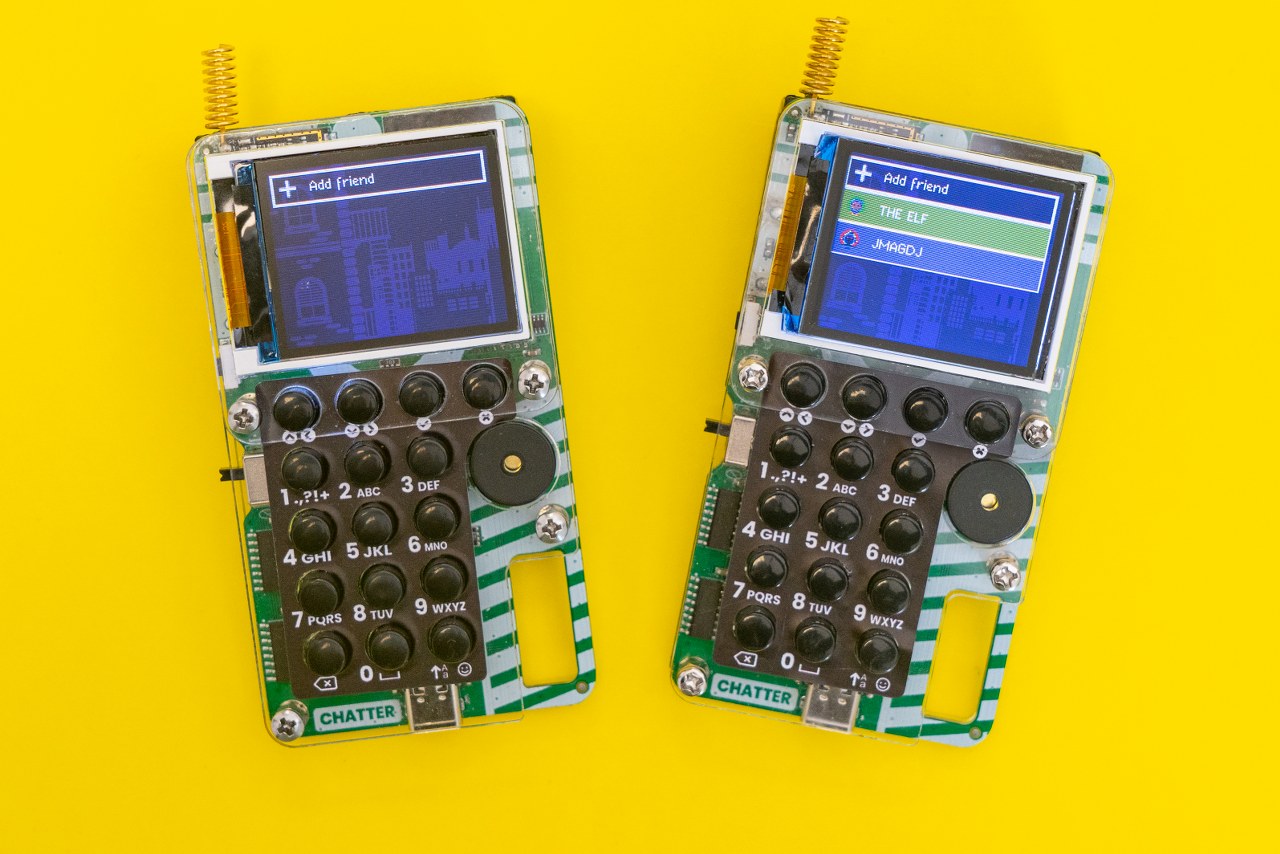 Add friend
1.,?!+ 2 ABC 3 DEF
4 GHI 5 JKL 6 MNO
7 PQRS 8 TUV 9 WXYZ
0 Aa
CHATTER
Add friend
THE ELF
JMAGDJ
1.,?!+ 2 ABC 3 DEF
4 GHI 5 JKL 6 MNO
7 PQRS 8 TUV 9 WXYZ
0 Aa
CHATTER